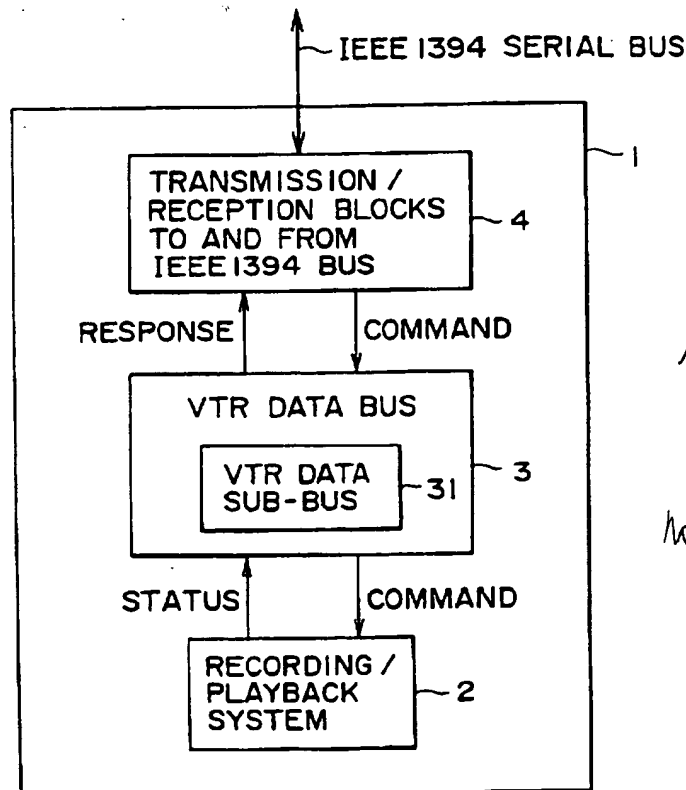 IEEE 1394 SERIAL BUS
1
TRANSMISSION /
RECEPTION BLOCKS
TO AND FROM
IEEE1394 BUS
4
RESPONSE
COMMAND
VTR DATA BUS
3
VTR DATA
SUB-BUS
31
STATUS
COMMAND
RECORDING /
PLAYBACK
SYSTEM
2